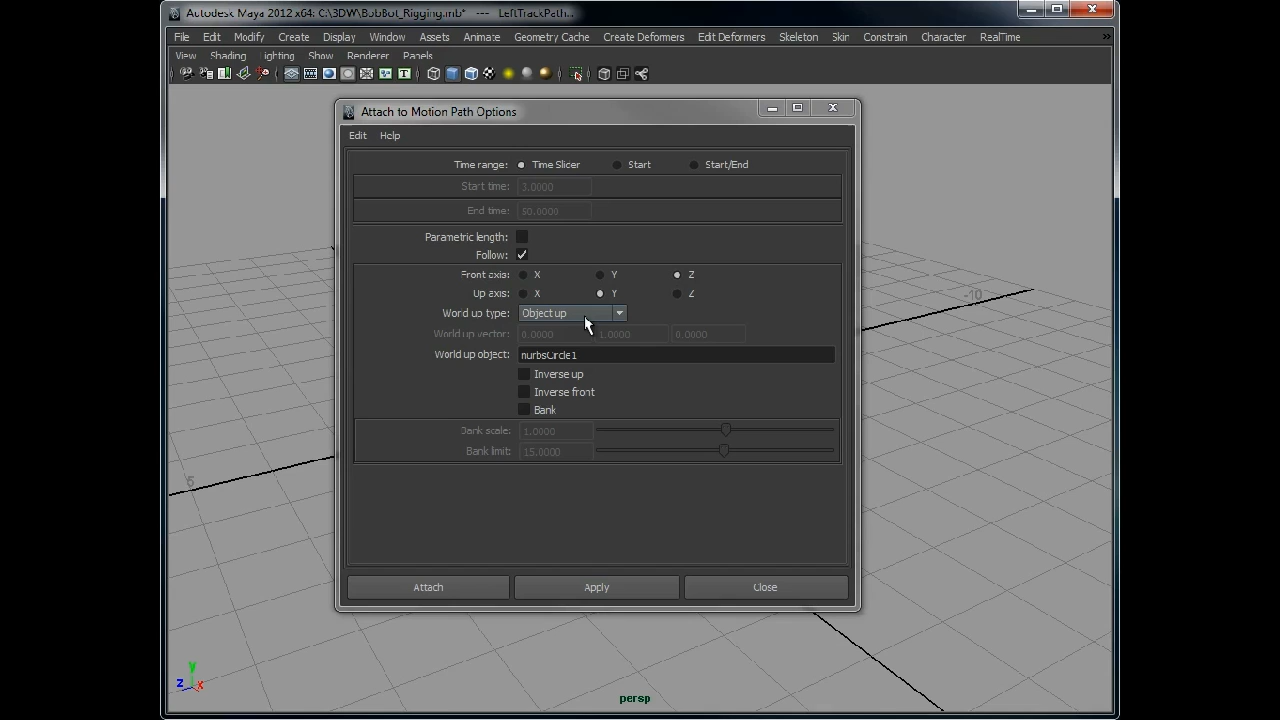 Autodesk Maya 2012 x64: C:\3DW\BobBot_Rigging.mb* --- LeftTrackPath...
File Edit Modify Create Display Window Assets Animate Geometry Cache Create Deformers Edit Deformers Skeleton Skin Constrain Character RealTime »
View Shading Lighting Show Renderer Panels
Attach to Motion Path Options
Edit Help
Time range: Time Slider Start Start/End
Start time: 3.0000
End time: 50.0000
Parametric length:
Follow:
Front axis: X Y Z
Up axis: X Y Z
World up type: Object up
World up vector: 0.0000 1.0000 0.0000
World up object: nurbsCircle1
Inverse up
Inverse front
Bank
Bank scale: 1.0000
Bank limit: 15.0000
Attach Apply Close
-10
5
y
z x
persp